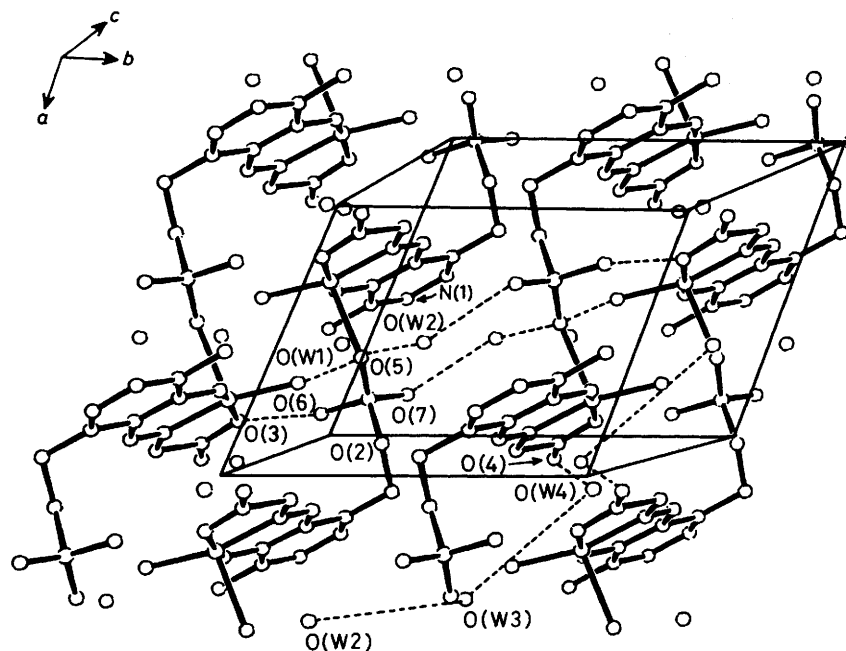 c
b
a
N(1)
O(W2)
O(W1)
O(5)
O(6)
O(7)
O(3)
O(2)
O(4)
O(W4)
O(W3)
O(W2)